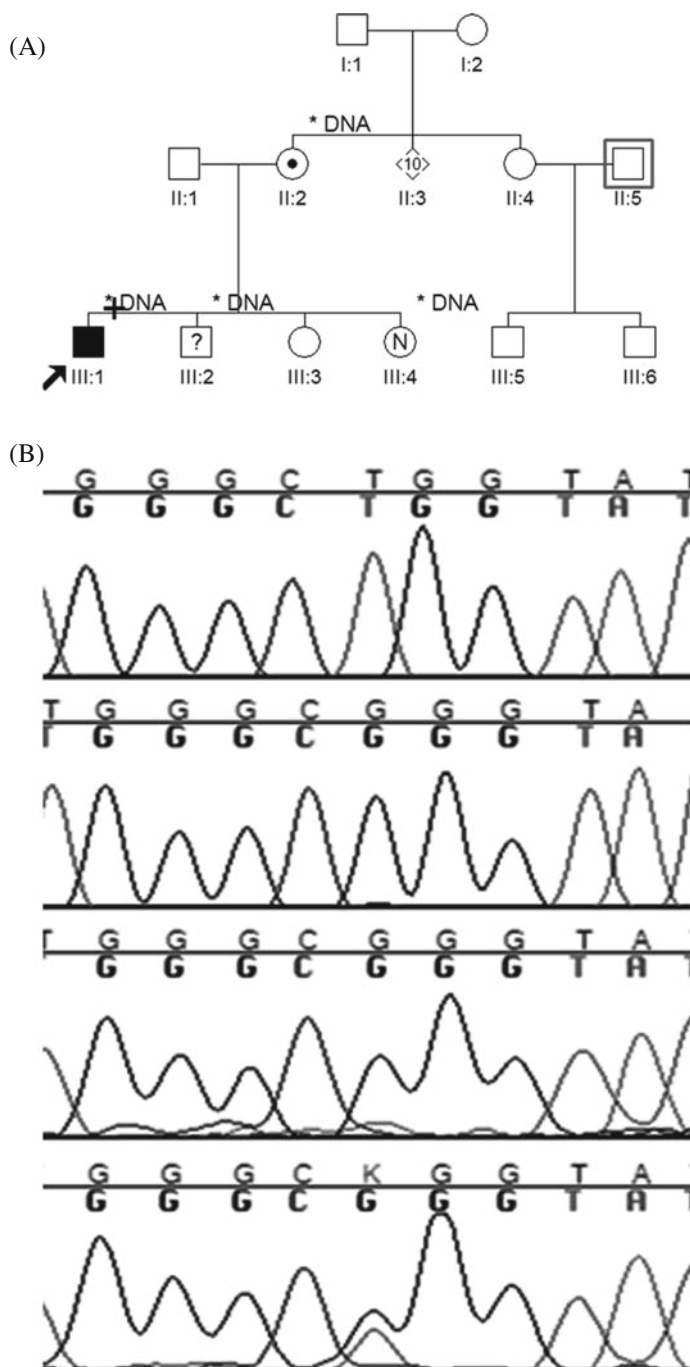 (A)
I:1 I:2
* DNA
10
II:1 II:2 II:3 II:4 II:5
* DNA * DNA * DNA
? N
III:1 III:2 III:3 III:4 III:5 III:6
(B)
G G G C T G G T A T
G G G C T G G T A T
T G G G C G G G T A
T G G G C G G G T A
T G G G C G G G T A T
G G G C G G G T A T
G G G C K G G T A T
G G G C G G G T A T